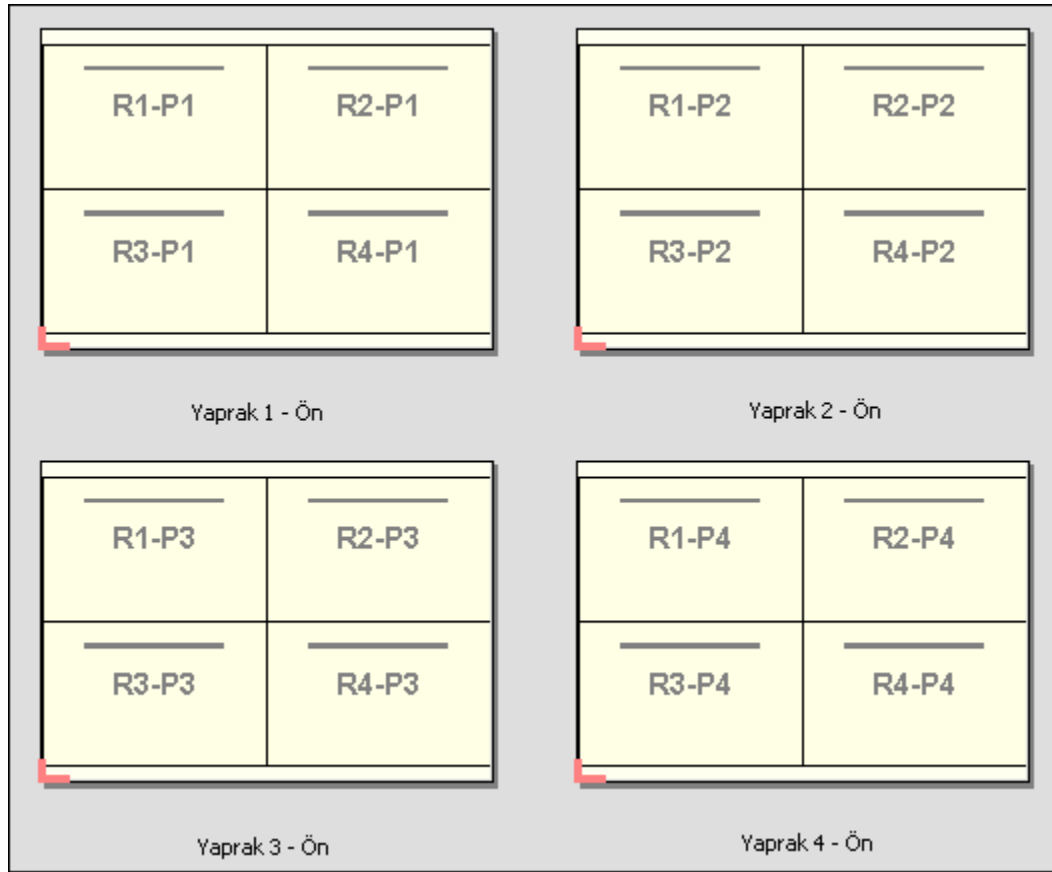 R1-P1 R2-P1
R3-P1 R4-P1
Yaprak 1 - Ön
R1-P2 R2-P2
R3-P2 R4-P2
Yaprak 2 - Ön
R1-P3 R2-P3
R3-P3 R4-P3
Yaprak 3 - Ön
R1-P4 R2-P4
R3-P4 R4-P4
Yaprak 4 - Ön